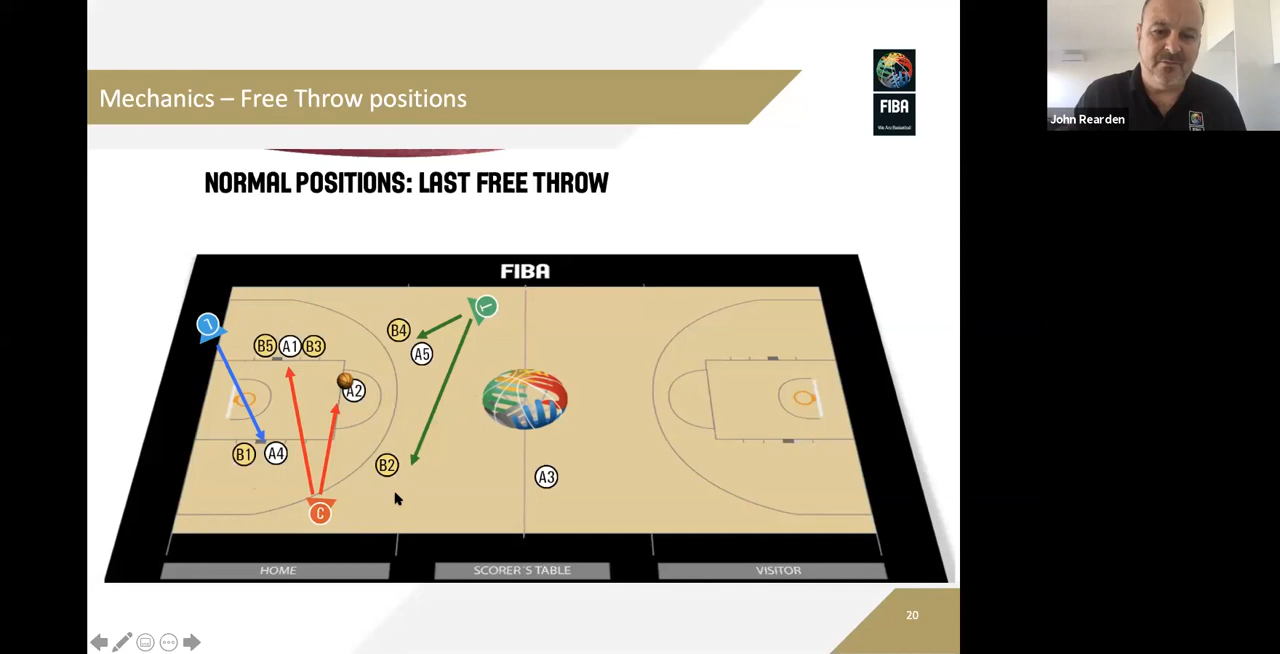 Mechanics – Free Throw positions
FIBA
We Are Basketball
John Rearden
NORMAL POSITIONS: LAST FREE THROW
FIBA
T
L
B4
B5 A1 B3
A5
A2
B1 A4
B2
A3
C
HOME
SCORER'S TABLE
VISITOR
20